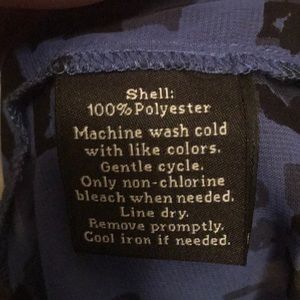 Shell:
100% Polyester
Machine wash cold
with like colors.
Gentle cycle.
Only non-chlorine
bleach when needed.
Line dry.
Remove promptly.
Cool iron if needed.